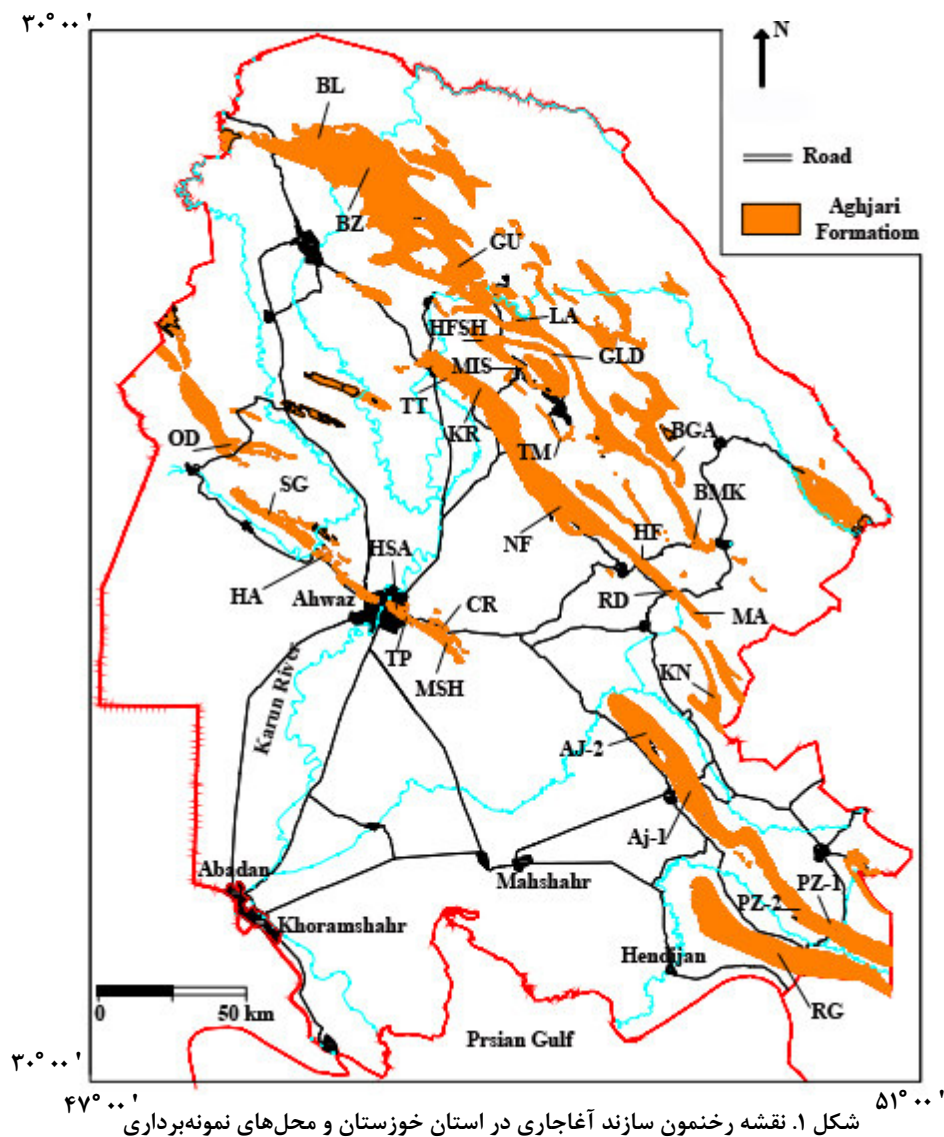 ۳۰° ۰۰'
N
BL
Road
Aghjari
Formatiom
BZ
GU
LA
HFSH
GLD
MIS
TT
KR
TM
BGA
OD
SG
BMK
NF
HF
HSA
HA
Ahwaz
CR
RD
MA
TP
MSH
KN
Karun River
AJ-2
Aj-1
Abadan
Mahshahr
PZ-1
PZ-2
Khoramshahr
Hendijan
0 50 km
RG
Prsian Gulf
۳۰° ۰۰'
۴۷° ۰۰'
۵۱° ۰۰'
شکل ۱. نقشه رخنمون سازند آغاجاری در استان خوزستان و محل‌های نمونه‌برداری